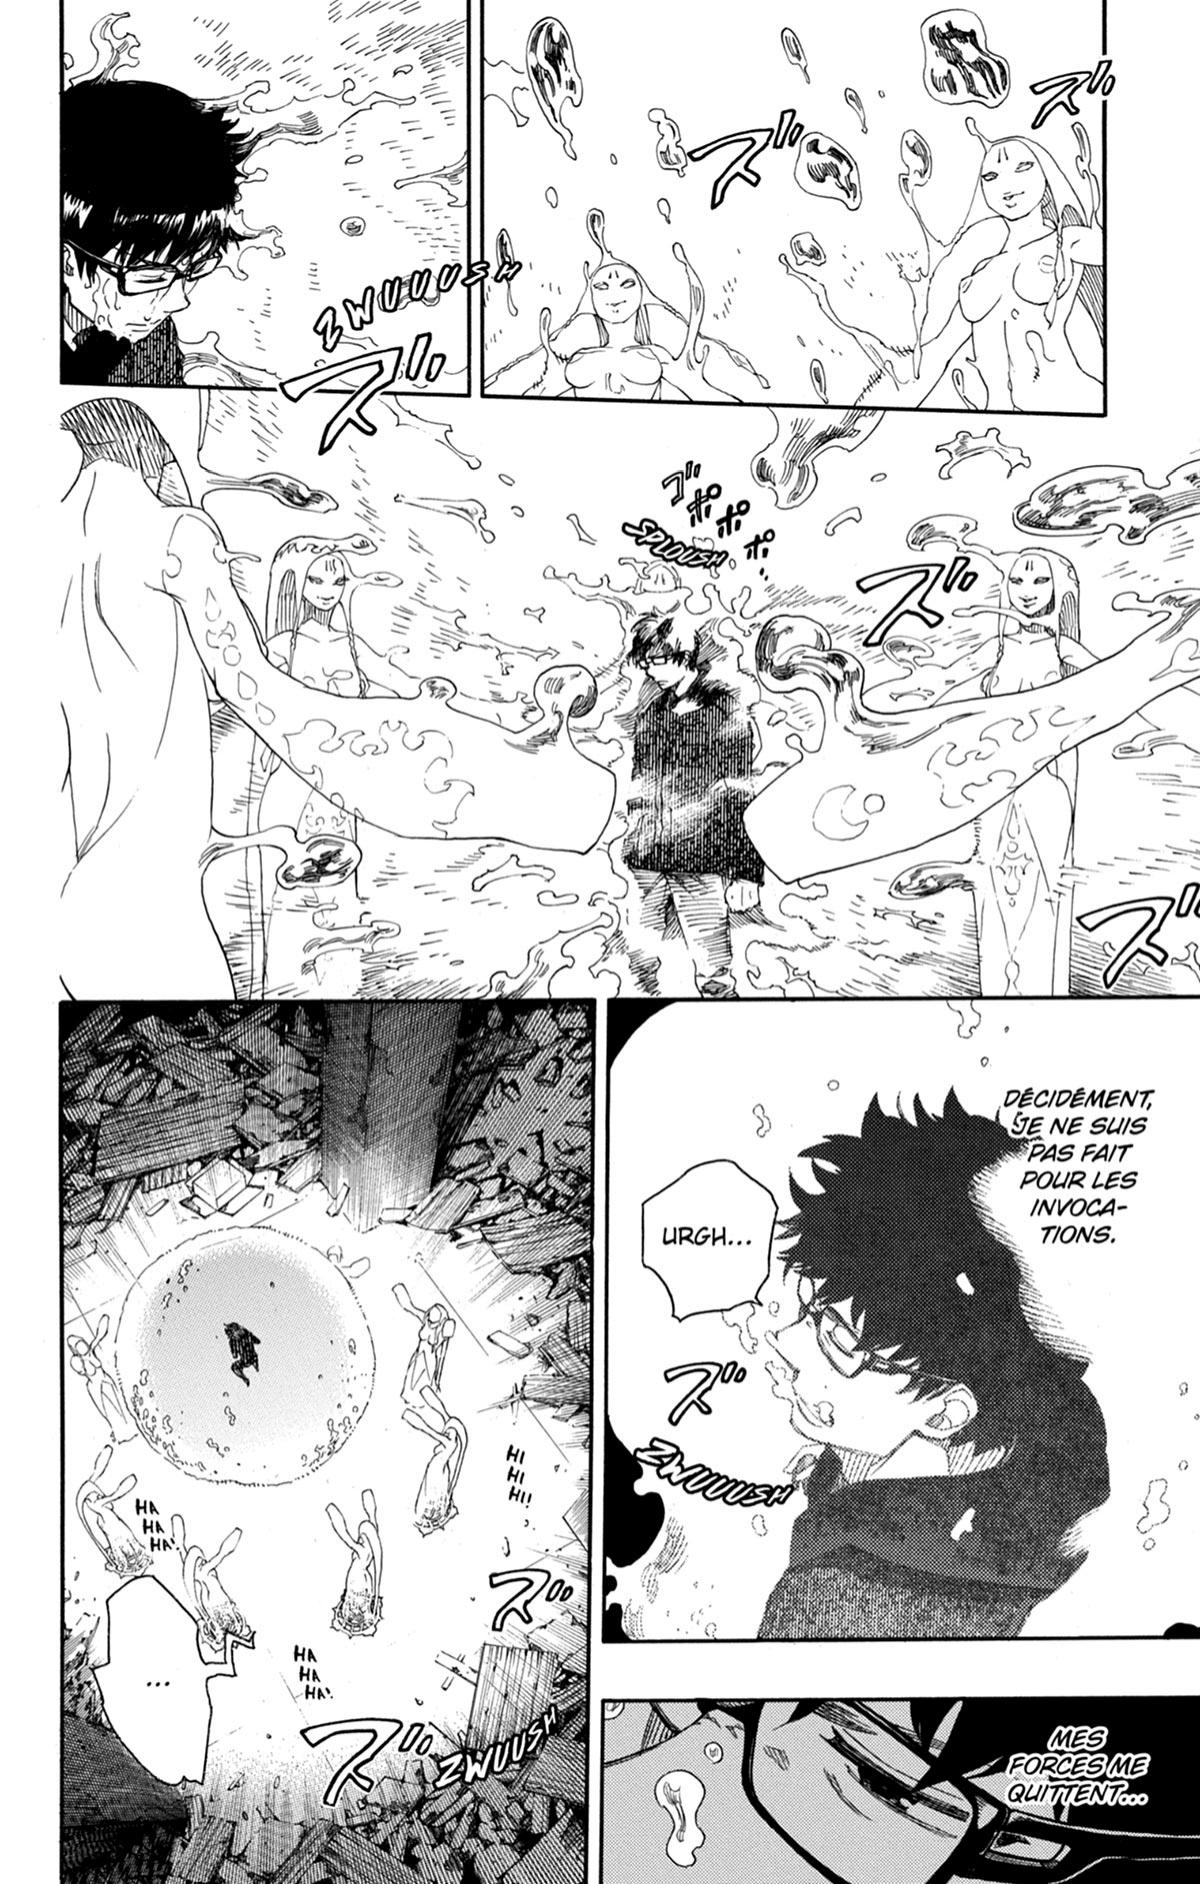 ズ
ズ
ZWUUUSH
ズ
ゴ
ポ
ポ
ポ
ポ
SPLOUSH
ズ
ズ
DÉCIDÉMENT,
JE NE SUIS
PAS FAIT
POUR LES
INVOCA-
TIONS.
URGH...
ズ
ZWUUUSH
HI
HI
HI!
HA
HA
HA!
ズ
...
HA
HA
HA!
ズ
ZWUUSH
MES
FORCES ME
QUITTENT...